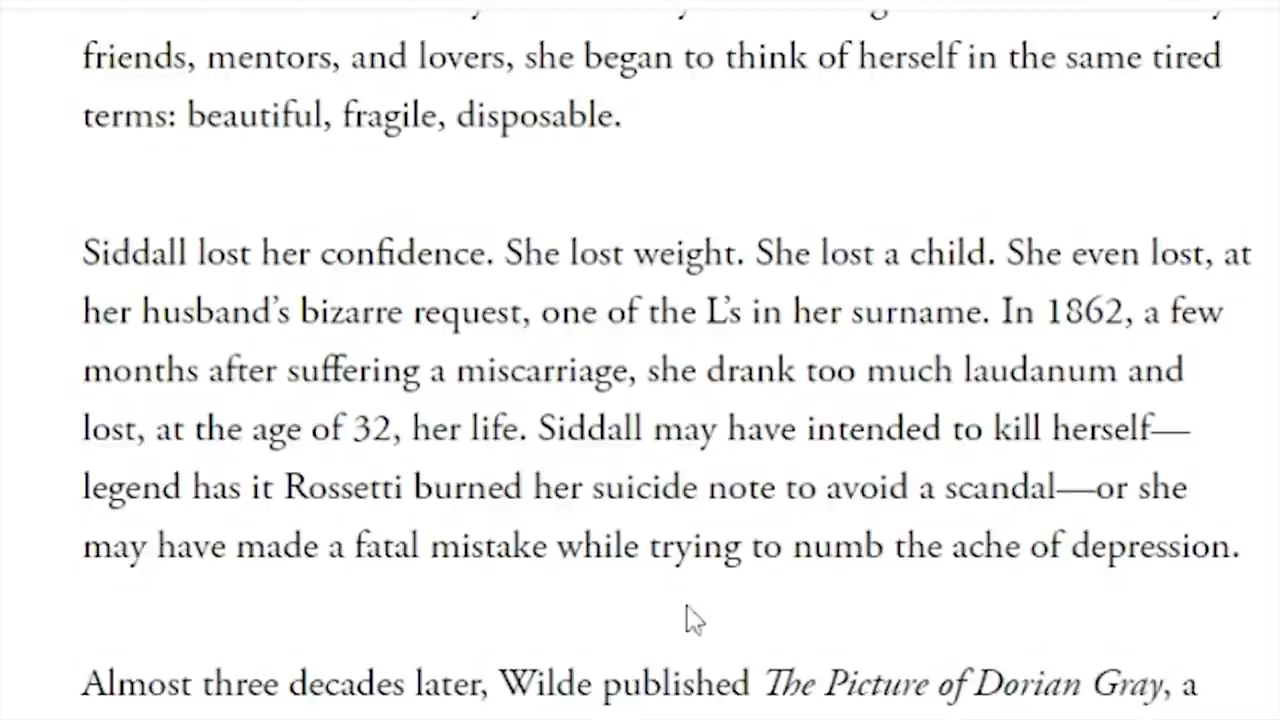 friends, mentors, and lovers, she began to think of herself in the same tired
terms: beautiful, fragile, disposable.
Siddall lost her confidence. She lost weight. She lost a child. She even lost, at
her husband’s bizarre request, one of the L’s in her surname. In 1862, a few
months after suffering a miscarriage, she drank too much laudanum and
lost, at the age of 32, her life. Siddall may have intended to kill herself—
legend has it Rossetti burned her suicide note to avoid a scandal—or she
may have made a fatal mistake while trying to numb the ache of depression.
Almost three decades later, Wilde published The Picture of Dorian Gray, a